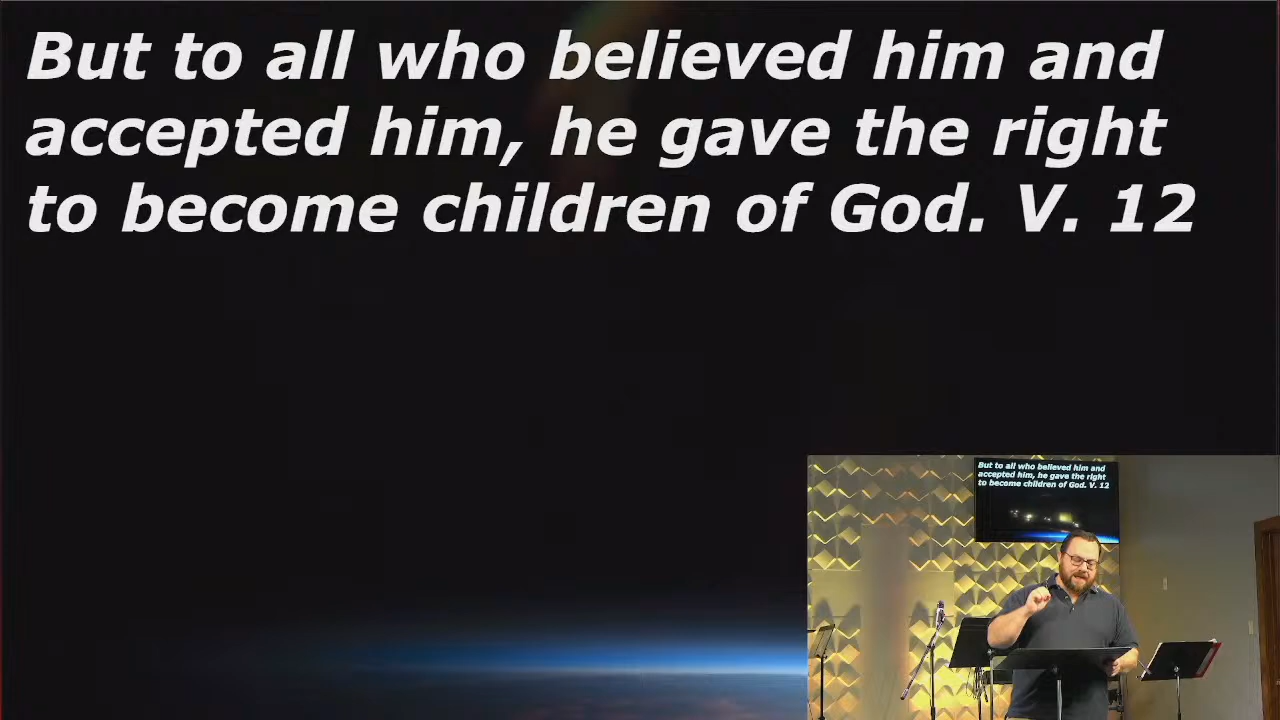 But to all who believed him and
accepted him, he gave the right
to become children of God. V. 12
But to all who believed him and
accepted him, he gave the right
to become children of God. V. 12